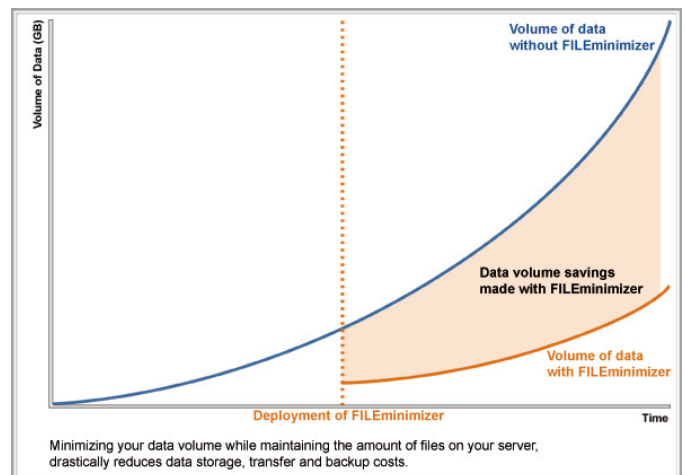 Volume of Data (GB)
Volume of data
without FILEminimizer
Data volume savings
made with FILEminimizer
Volume of data
with FILEminimizer
Deployment of FILEminimizer
Time
Minimizing your data volume while maintaining the amount of files on your server,
drastically reduces data storage, transfer and backup costs.